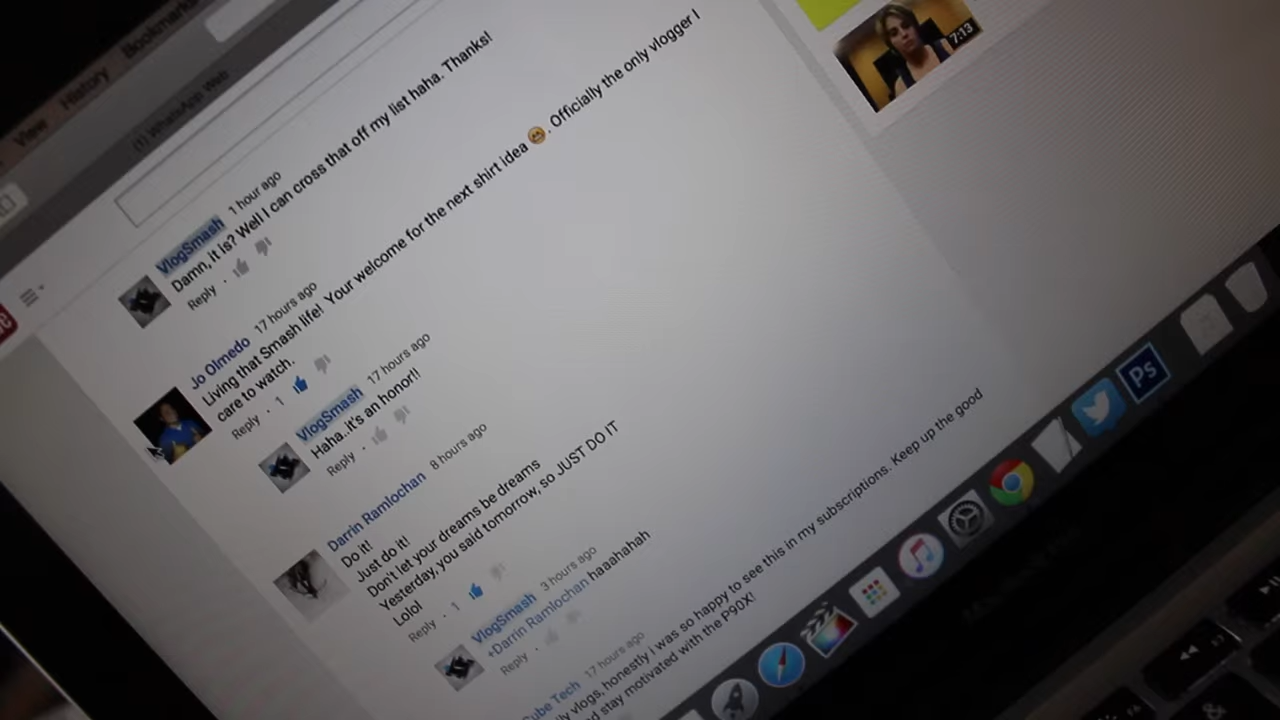 View
History
Bookmarks
(1) WhatsApp Web
VlogSmash 1 hour ago
Damn, it is? Well I can cross that off my list haha. Thanks!
Reply ·
Jo Olmedo 17 hours ago
Living that Smash life! Your welcome for the next shirt idea 😄. Officially the only vlogger I
care to watch.
Reply · 1
VlogSmash 17 hours ago
Haha..it's an honor!!
Reply ·
Darrin Ramlochan 8 hours ago
Do it!
Just do it!
Don't let your dreams be dreams
Yesterday, you said tomorrow, so JUST DO IT
Lolol
Reply · 1
VlogSmash 3 hours ago
+Darrin Ramlochan haaahahah
Reply ·
Cube Tech 17 hours ago
vlogs, honestly i was so happy to see this in my subscriptions. Keep up the good
stay motivated with the P90X!
7:13
Ps